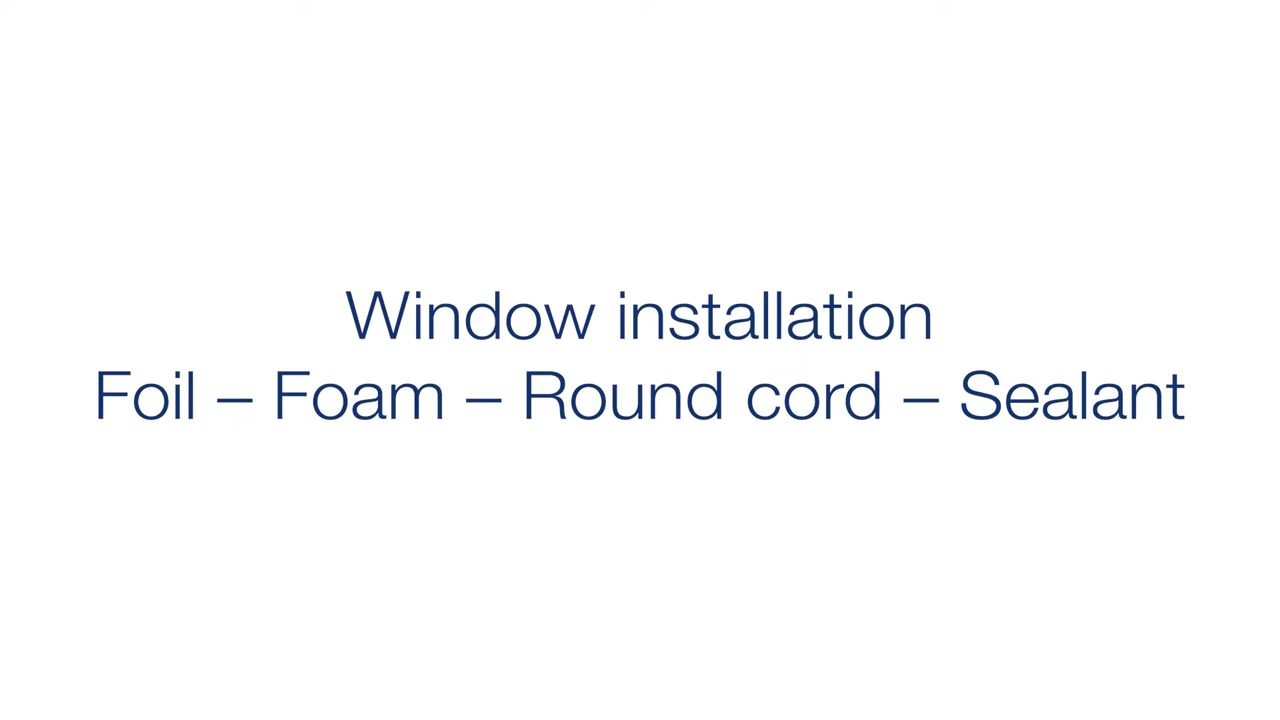 Window installation
Foil – Foam – Round cord – Sealant